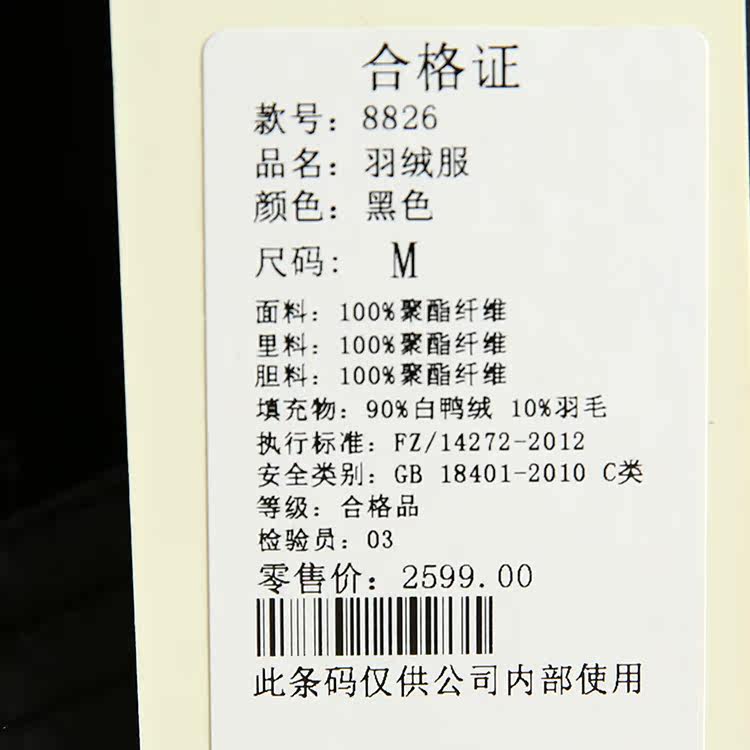 合格证
款号：8826
品名：羽绒服
颜色：黑色
尺码： M
面料：100%聚酯纤维
里料：100%聚酯纤维
胆料：100%聚酯纤维
填充物：90%白鸭绒 10%羽毛
执行标准：FZ/14272-2012
安全类别：GB 18401-2010 C类
等级：合格品
检验员：03
零售价：2599.00
此条码仅供公司内部使用